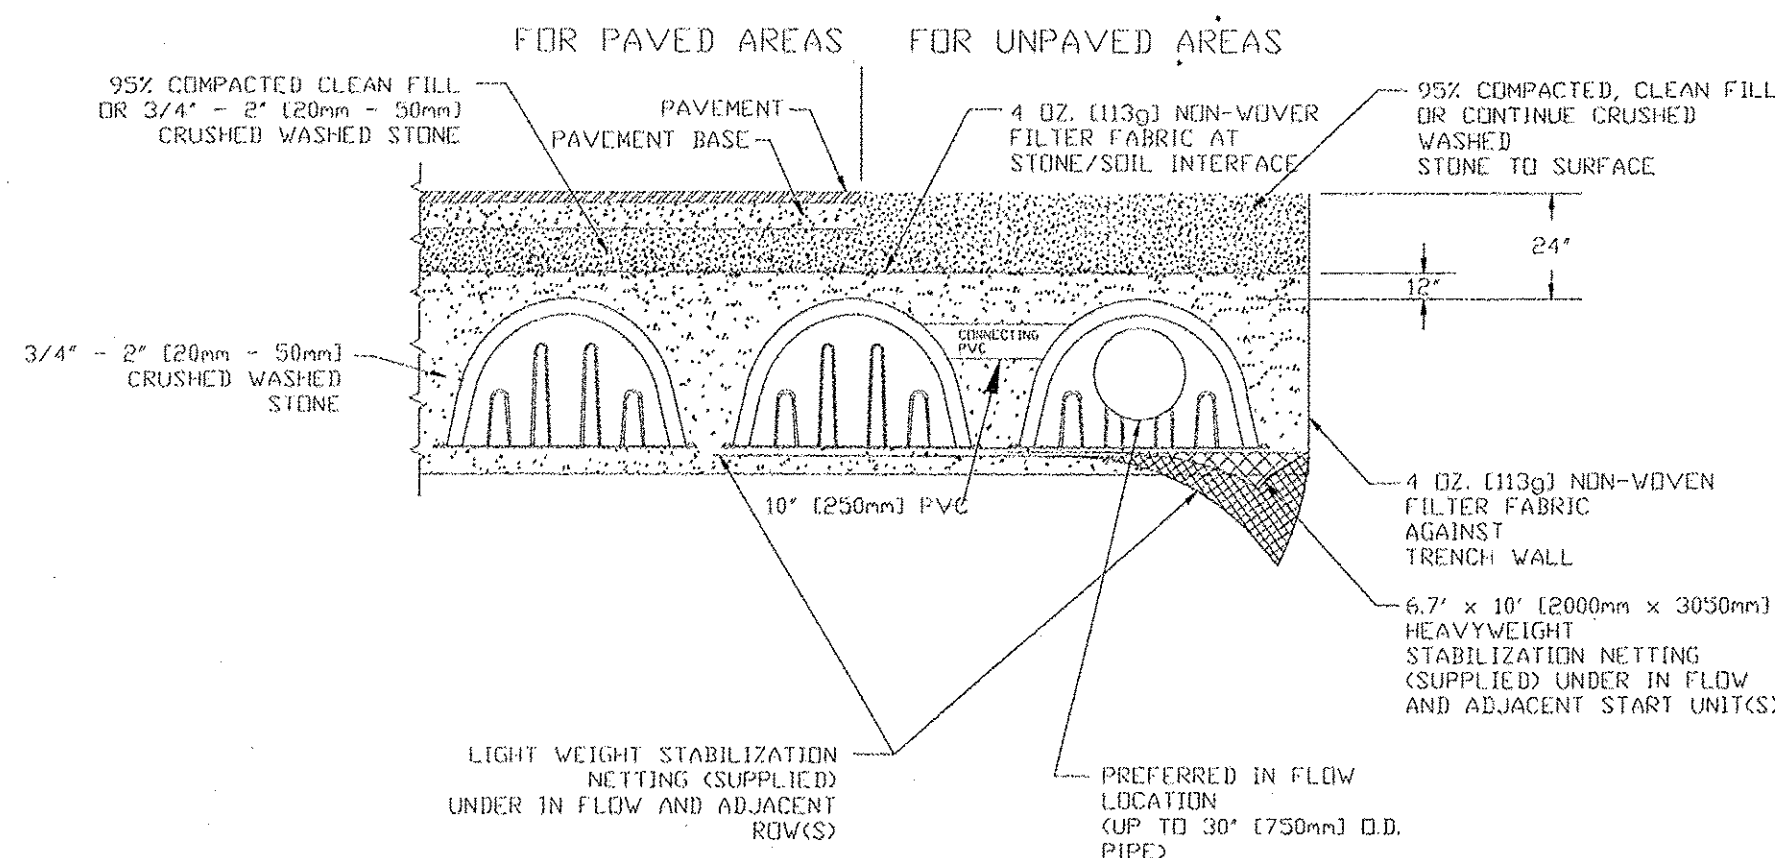 FOR PAVED AREAS
FOR UNPAVED AREAS
95% COMPACTED CLEAN FILL
OR 3/4" - 2" [20mm - 50mm]
CRUSHED WASHED STONE
PAVEMENT
PAVEMENT BASE
4 OZ. [113g] NON-WOVER
FILTER FABRIC AT
STONE/SOIL INTERFACE
95% COMPACTED, CLEAN FILL
OR CONTINUE CRUSHED
WASHED
STONE TO SURFACE
24"
12"
3/4" - 2" [20mm - 50mm]
CRUSHED WASHED
STONE
CONNECTING
PVC
10" [250mm] PVC
4 OZ. [113g] NON-WOVEN
FILTER FABRIC
AGAINST
TRENCH WALL
6.7' x 10' [2000mm x 3050mm]
HEAVYWEIGHT
STABILIZATION NETTING
(SUPPLIED) UNDER IN FLOW
AND ADJACENT START UNIT(S)
LIGHT WEIGHT STABILIZATION
NETTING (SUPPLIED)
UNDER IN FLOW AND ADJACENT
ROW(S)
PREFERRED IN FLOW
LOCATION
(UP TO 30" [750mm] O.D.
PIPE)